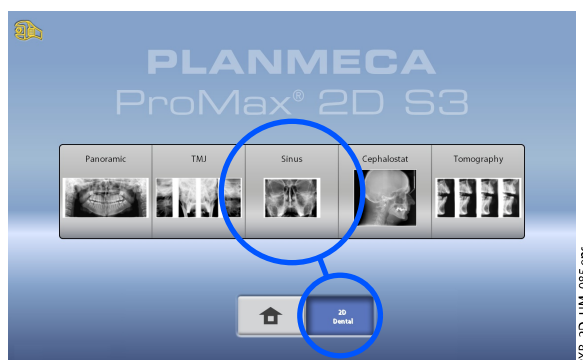 PLANMECA
ProMax® 2D S3
Panoramic
TMJ
Sinus
Cephalostat
Tomography
2D
Dental